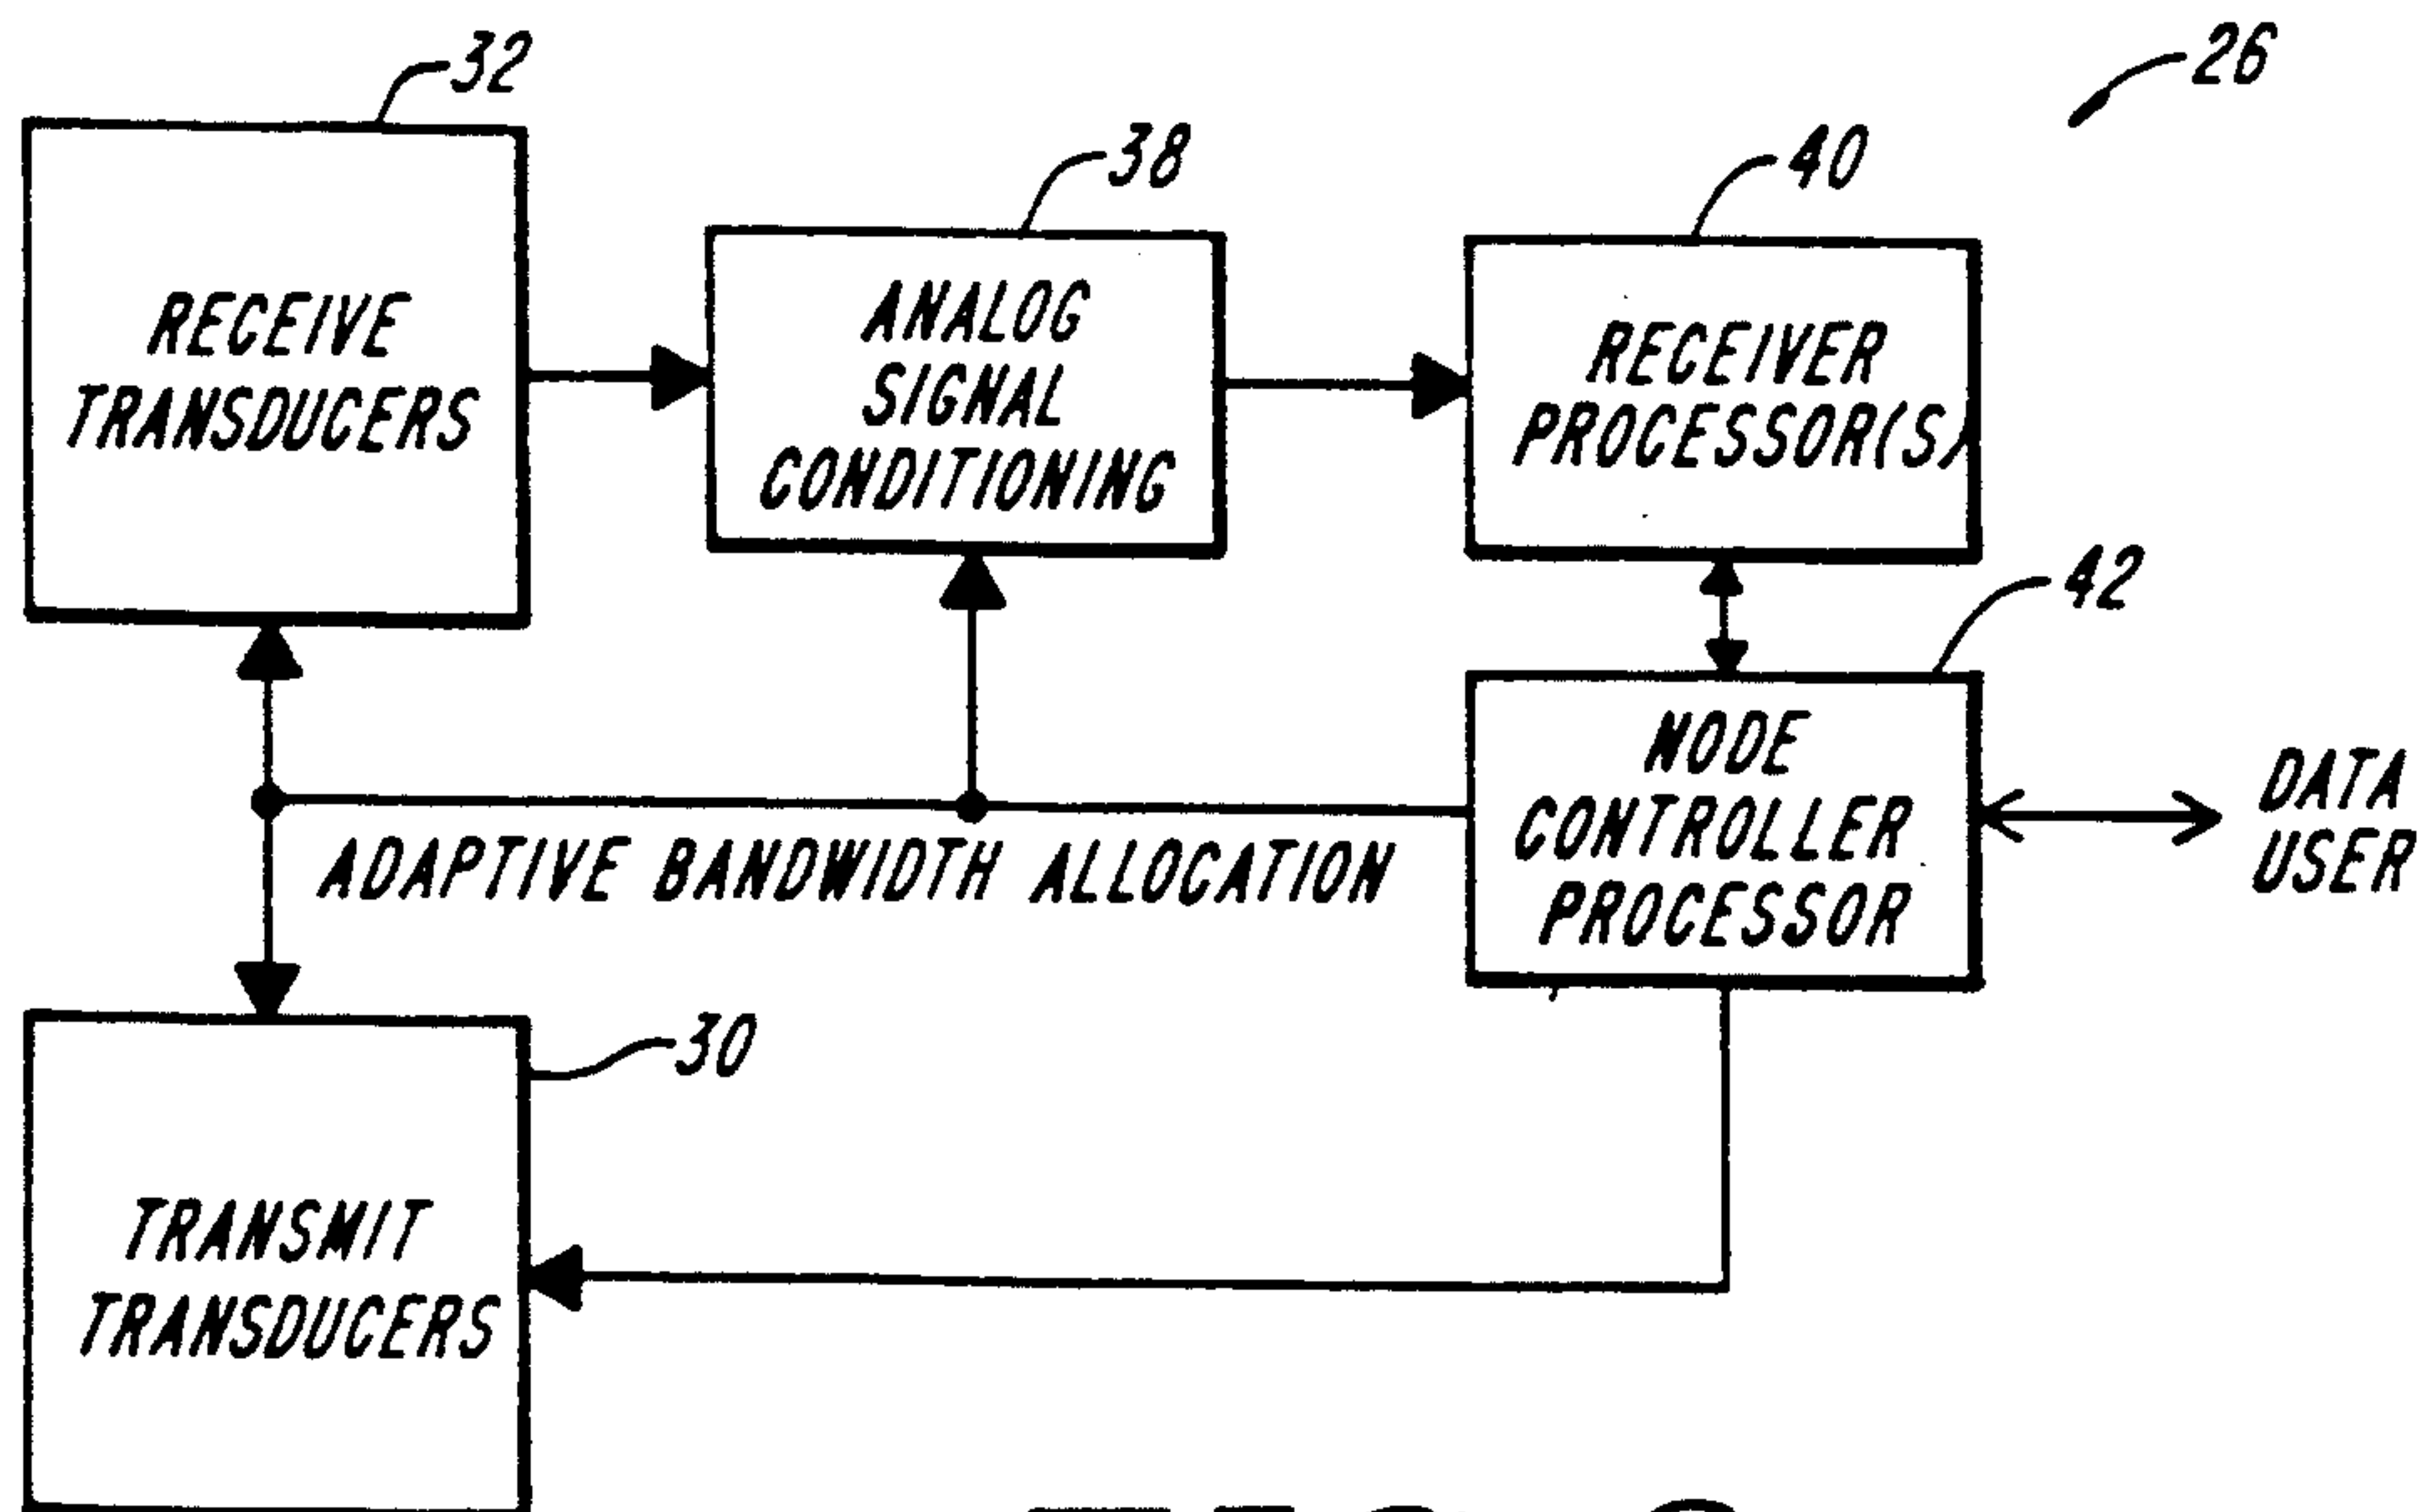 32
26
38
40
RECEIVE
TRANSDUCERS
ANALOG
SIGNAL
CONDITIONING
RECEIVER
PROCESSOR(S)
42
NODE
CONTROLLER
PROCESSOR
DATA
USER
ADAPTIVE BANDWIDTH ALLOCATION
30
TRANSMIT
TRANSDUCERS